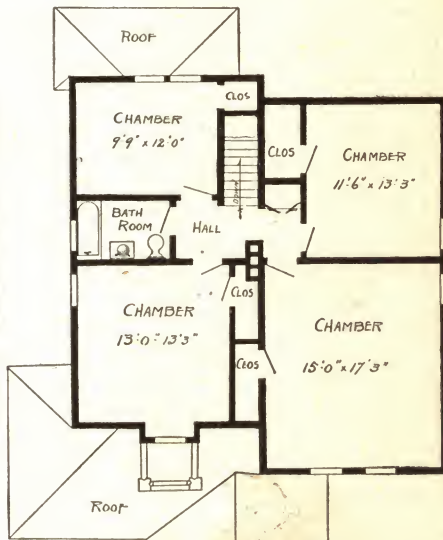 ROOF
CHAMBER
9'9" x 12'0"
CLOS
CLOS
CHAMBER
11'6" x 13'3"
DOWN
BATH
ROOM
HALL
CHAMBER
13'0" 13'3"
CLOS
CLOS
CHAMBER
15'0" x 17'3"
ROOF